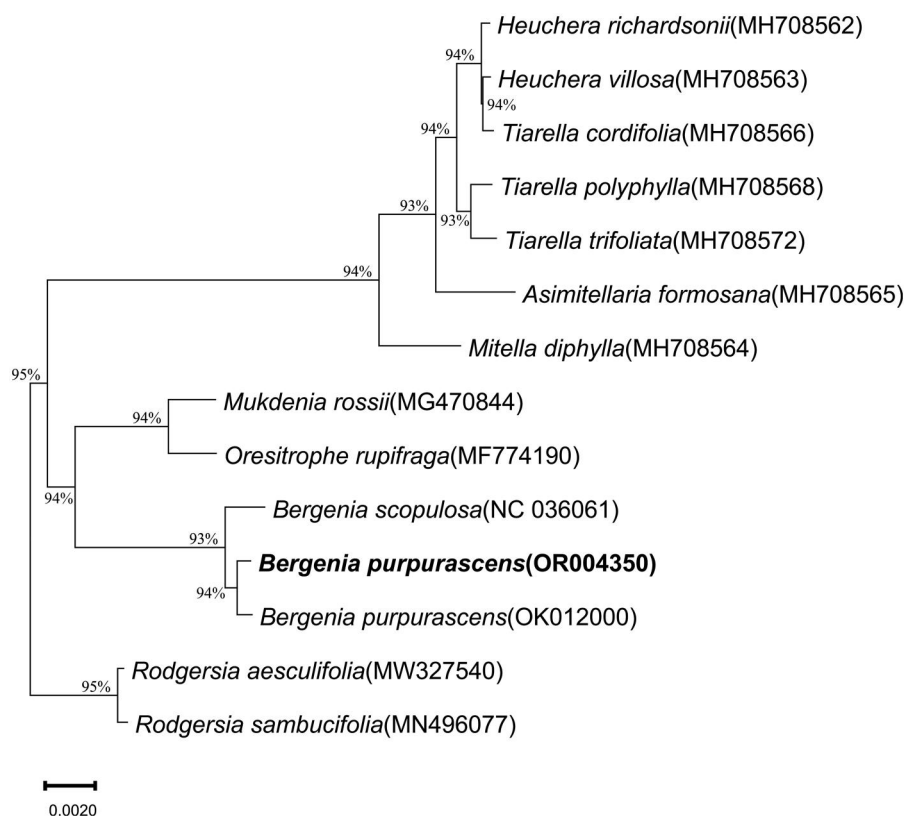 Heuchera richardsonii(MH708562)
94%
Heuchera villosa(MH708563)
94%
Tiarella cordifolia(MH708566)
94%
Tiarella polyphylla(MH708568)
93%
93%
Tiarella trifoliata(MH708572)
94%
Asimitellaria formosana(MH708565)
Mitella diphylla(MH708564)
95%
Mukdenia rossii(MG470844)
94%
Oresitrophe rupifraga(MF774190)
94%
Bergenia scopulosa(NC 036061)
93%
Bergenia purpurascens(OR004350)
94%
Bergenia purpurascens(OK012000)
Rodgersia aesculifolia(MW327540)
95%
Rodgersia sambucifolia(MN496077)
0.0020